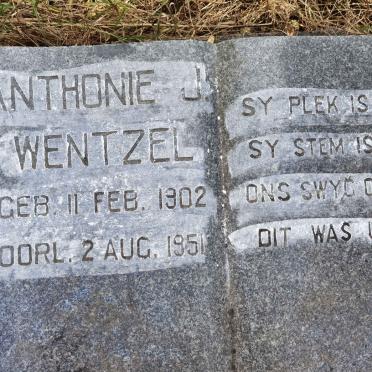 ANTHONIE J.
WENTZEL
GEB. 11 FEB. 1902
OORL. 2 AUG. 1951
SY PLEK IS
SY STEM IS
ONS SWYG
DIT WAS